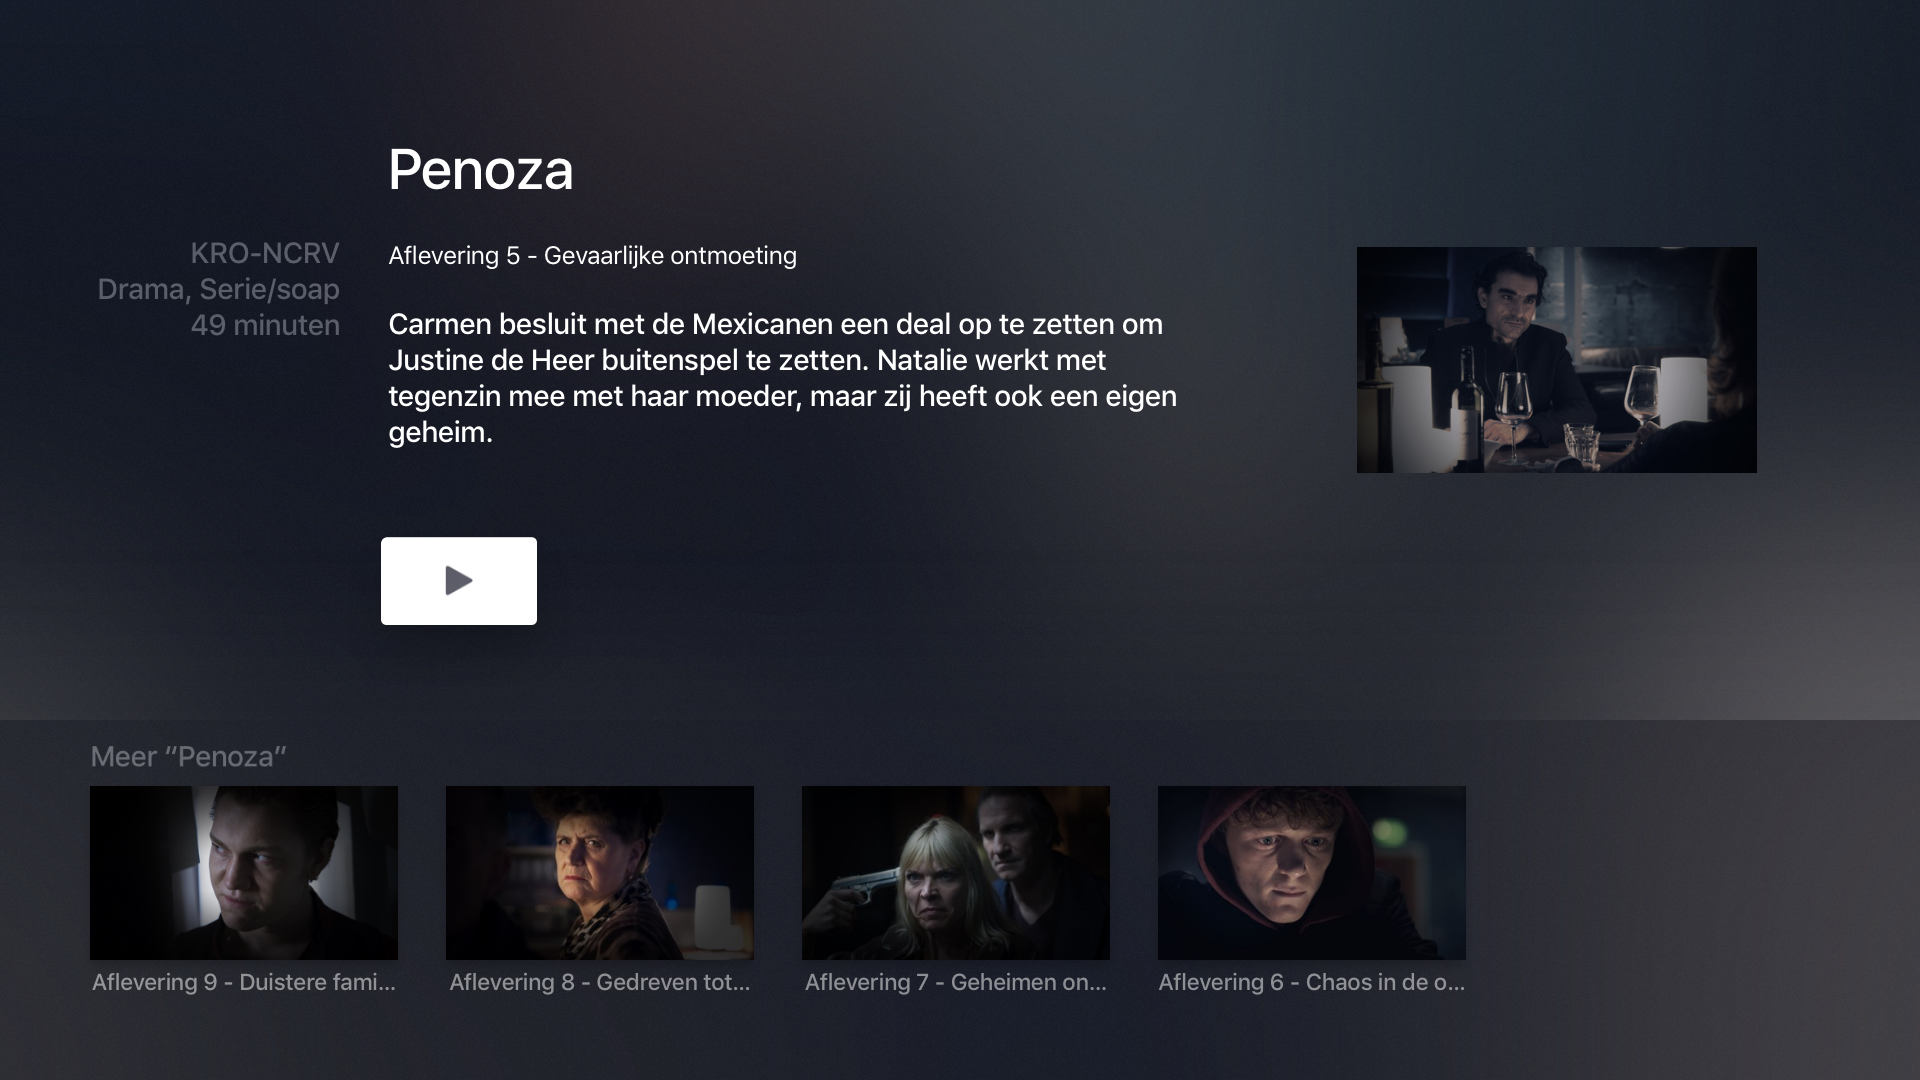 Penoza
KRO-NCRV
Drama, Serie/soap
49 minuten
Aflevering 5 - Gevaarlijke ontmoeting
Carmen besluit met de Mexicanen een deal op te zetten om
Justine de Heer buitenspel te zetten. Natalie werkt met
tegenzin mee met haar moeder, maar zij heeft ook een eigen
geheim.
Meer “Penoza”
Aflevering 9 - Duistere fami...
Aflevering 8 - Gedreven tot...
Aflevering 7 - Geheimen on...
Aflevering 6 - Chaos in de o...